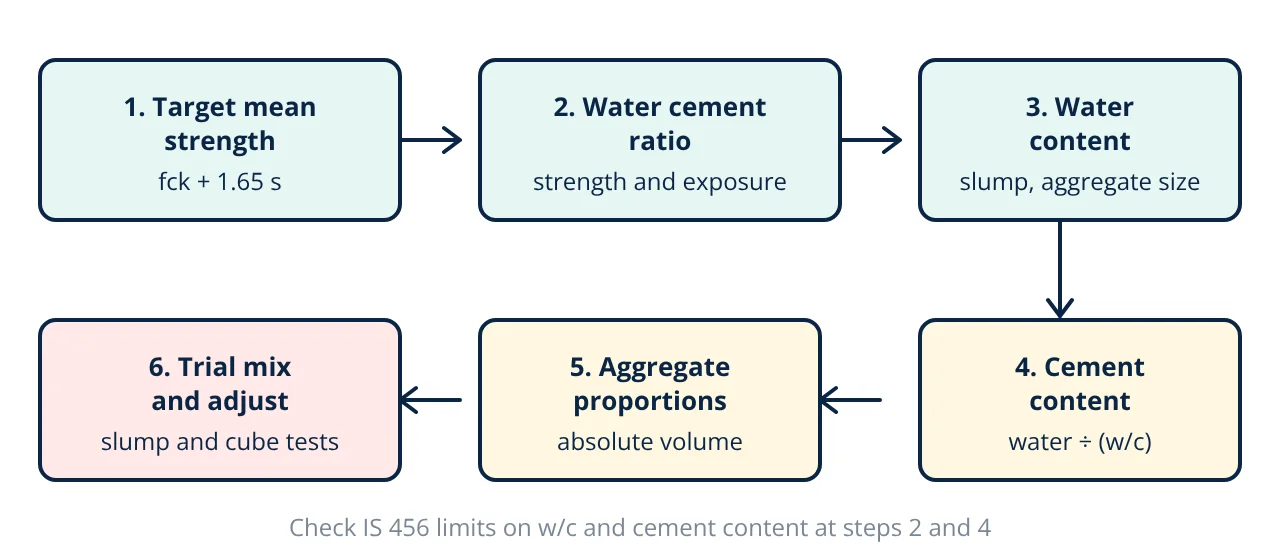 1. Target mean
strength
fck + 1.65 s
2. Water cement
ratio
strength and exposure
3. Water
content
slump, aggregate size
4. Cement
content
water ÷ (w/c)
5. Aggregate
proportions
absolute volume
6. Trial mix
and adjust
slump and cube tests
Check IS 456 limits on w/c and cement content at steps 2 and 4